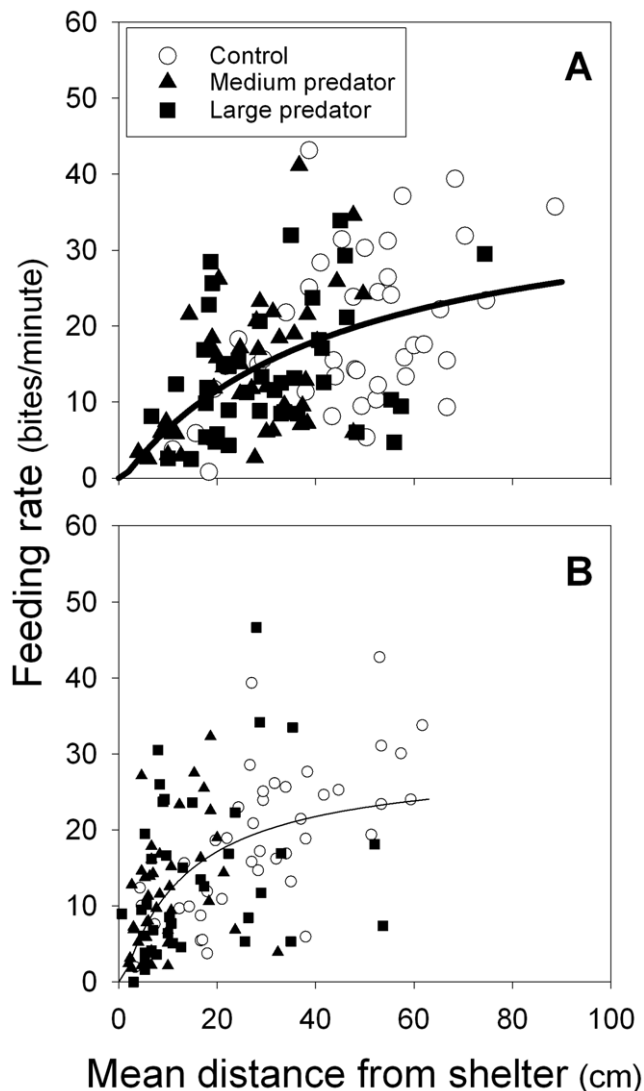 60
50
40
30
20
10
0
Control
Medium predator
Large predator
A
Feeding rate (bites/minute)
60
50
40
30
20
10
0
B
0 20 40 60 80 100
Mean distance from shelter (cm)